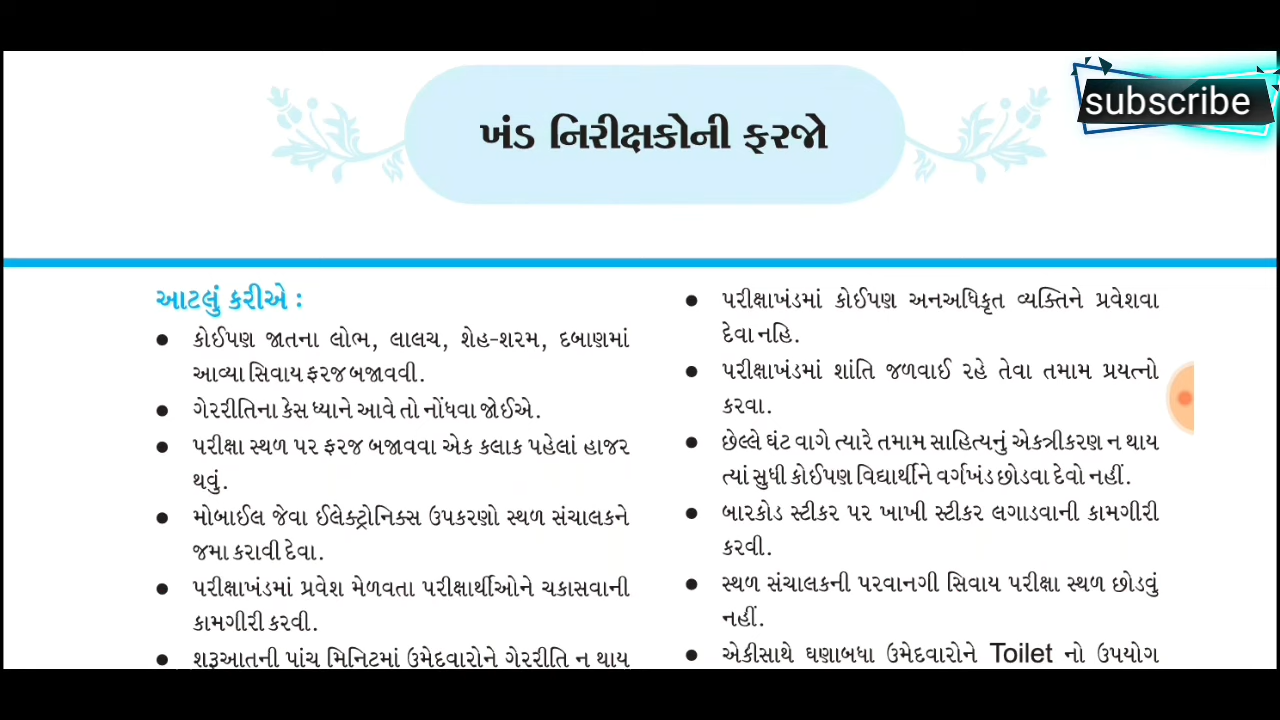 subscribe
ખંડ નિરીક્ષકોની ફરજો
આટલું કરીએ :
● કોઈપણ જાતના લોભ, લાલચ, શેહ-શરમ, દબાણમાં
આવ્યા સિવાય ફરજ બજાવવી.
● ગેરરીતિના કેસ ધ્યાને આવે તો નોંધવા જોઈએ.
● પરીક્ષા સ્થળ પર ફરજ બજાવવા એક કલાક પહેલાં હાજર
થવું.
● મોબાઈલ જેવા ઈલેક્ટ્રોનિક્સ ઉપકરણો સ્થળ સંચાલકને
જમા કરાવી દેવા.
● પરીક્ષાખંડમાં પ્રવેશ મેળવતા પરીક્ષાર્થીઓને ચકાસવાની
કામગીરી કરવી.
● શરૂઆતની પાંચ મિનિટમાં ઉમેદવારોને ગેરરીતિ ન થાય
● પરીક્ષાખંડમાં કોઈપણ અનઅધિકૃત વ્યક્તિને પ્રવેશવા
દેવા નહિ.
● પરીક્ષાખંડમાં શાંતિ જળવાઈ રહે તેવા તમામ પ્રયત્નો
કરવા.
● છેલ્લે ઘંટ વાગે ત્યારે તમામ સાહિત્યનું એકત્રીકરણ ન થાય
ત્યાં સુધી કોઈપણ વિદ્યાર્થીને વર્ગખંડ છોડવા દેવો નહીં.
● બારકોડ સ્ટીકર પર ખાખી સ્ટીકર લગાડવાની કામગીરી
કરવી.
● સ્થળ સંચાલકની પરવાનગી સિવાય પરીક્ષા સ્થળ છોડવું
નહીં.
● એકીસાથે ઘણાબધા ઉમેદવારોને Toilet નો ઉપયોગ